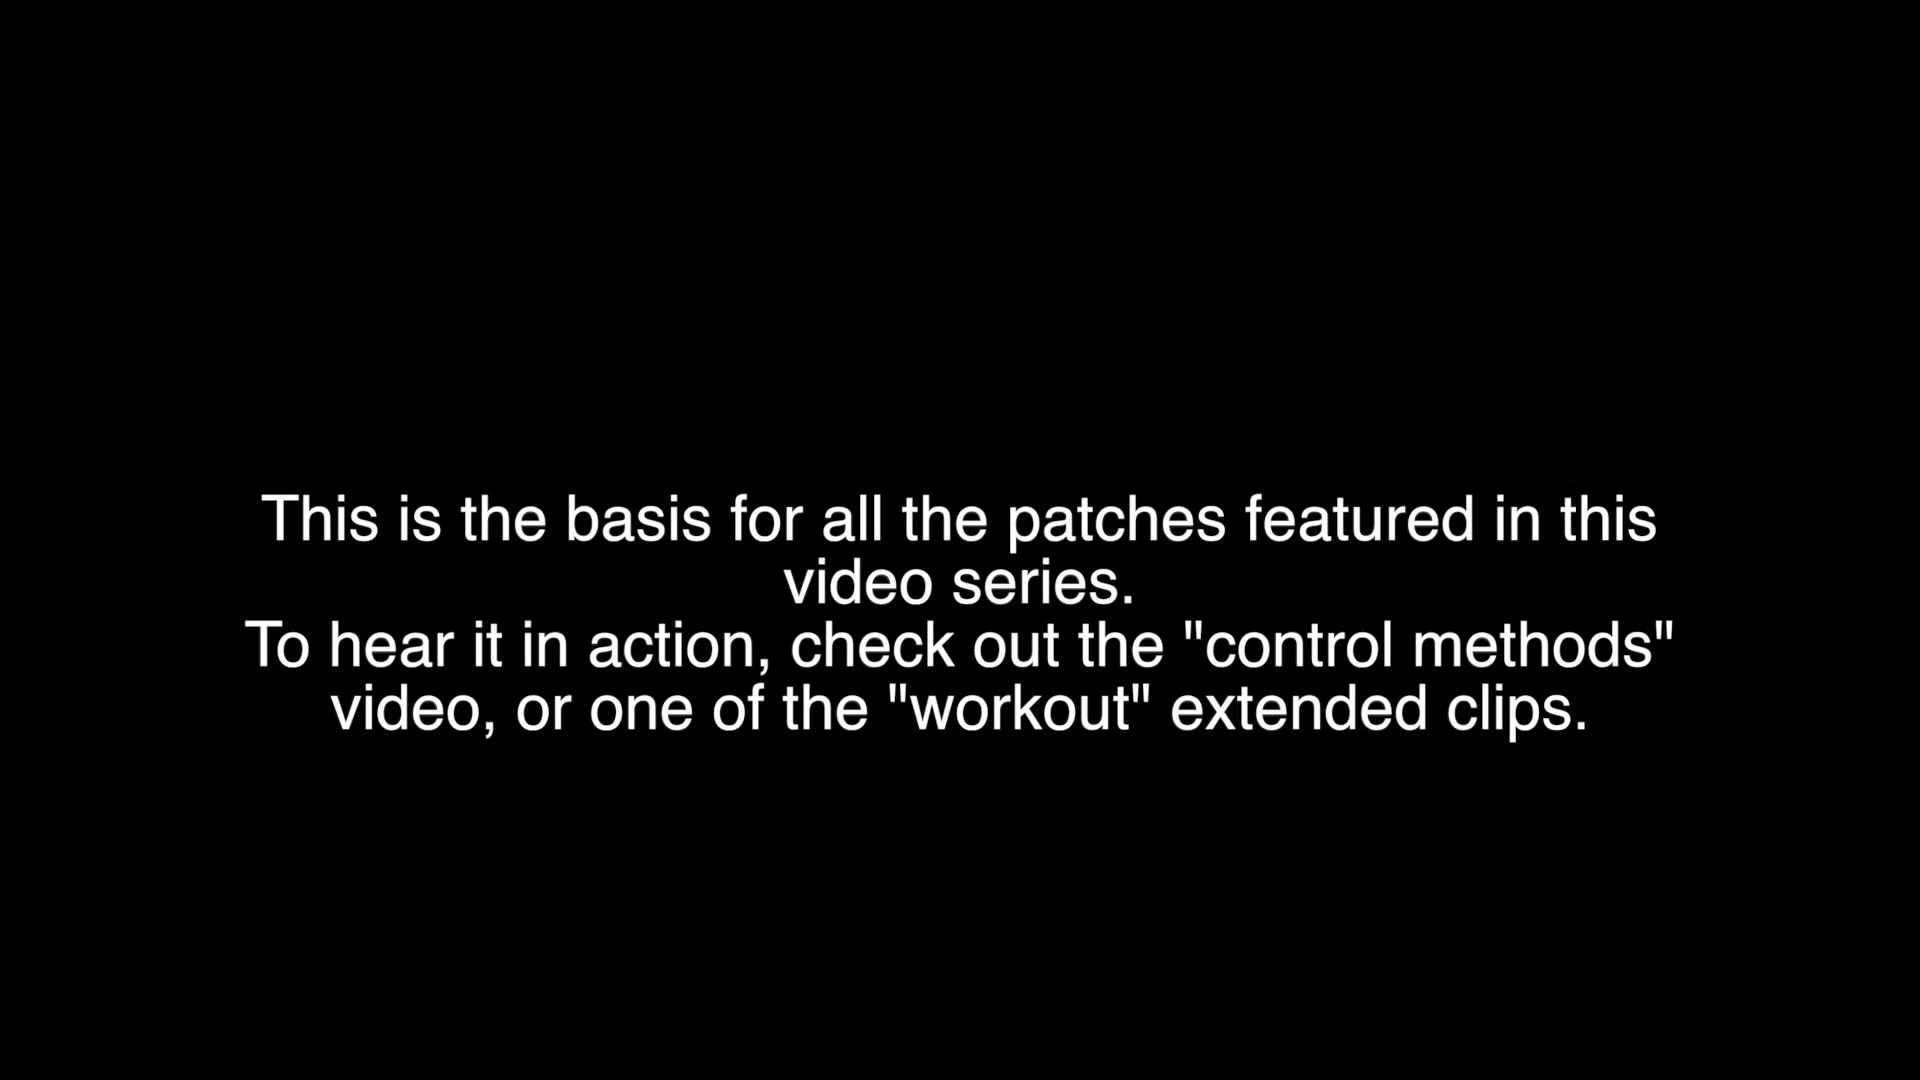 This is the basis for all the patches featured in this
video series.
To hear it in action, check out the "control methods"
video, or one of the "workout" extended clips.